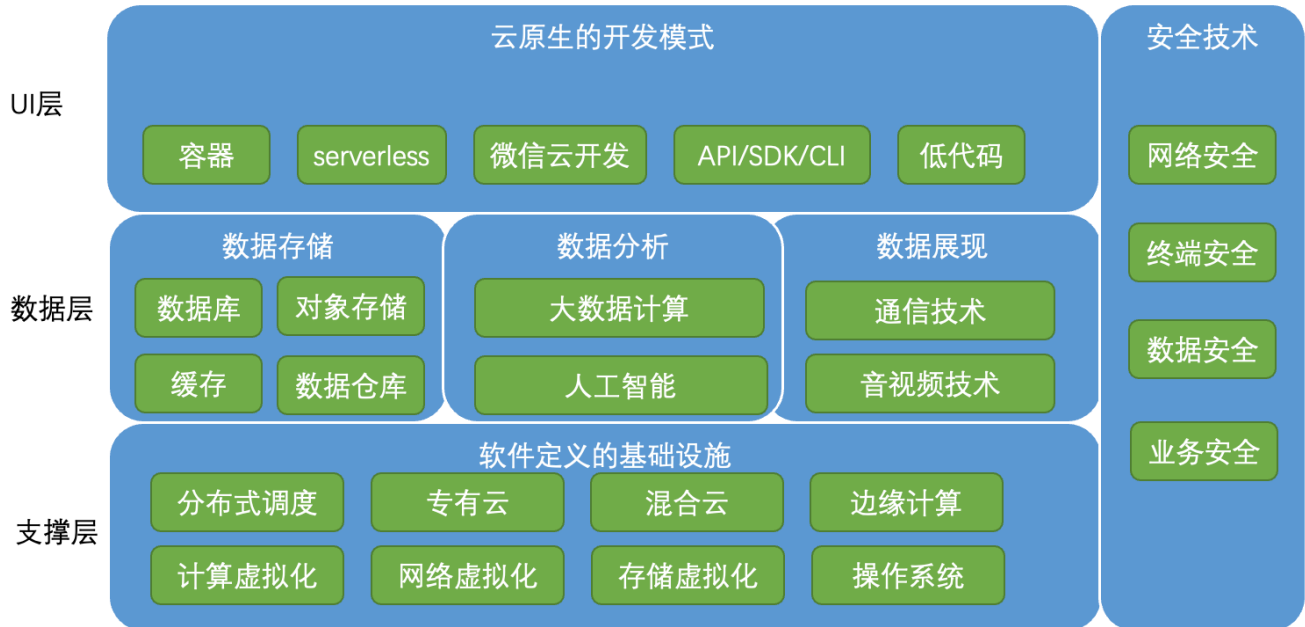 云原生的开发模式
安全技术
UI层
容器
serverless
微信云开发
API/SDK/CLI
低代码
网络安全
数据存储
数据分析
数据展现
终端安全
数据层
数据库
对象存储
大数据计算
通信技术
数据安全
缓存
数据仓库
人工智能
音视频技术
软件定义的基础设施
业务安全
支撑层
分布式调度
专有云
混合云
边缘计算
计算虚拟化
网络虚拟化
存储虚拟化
操作系统